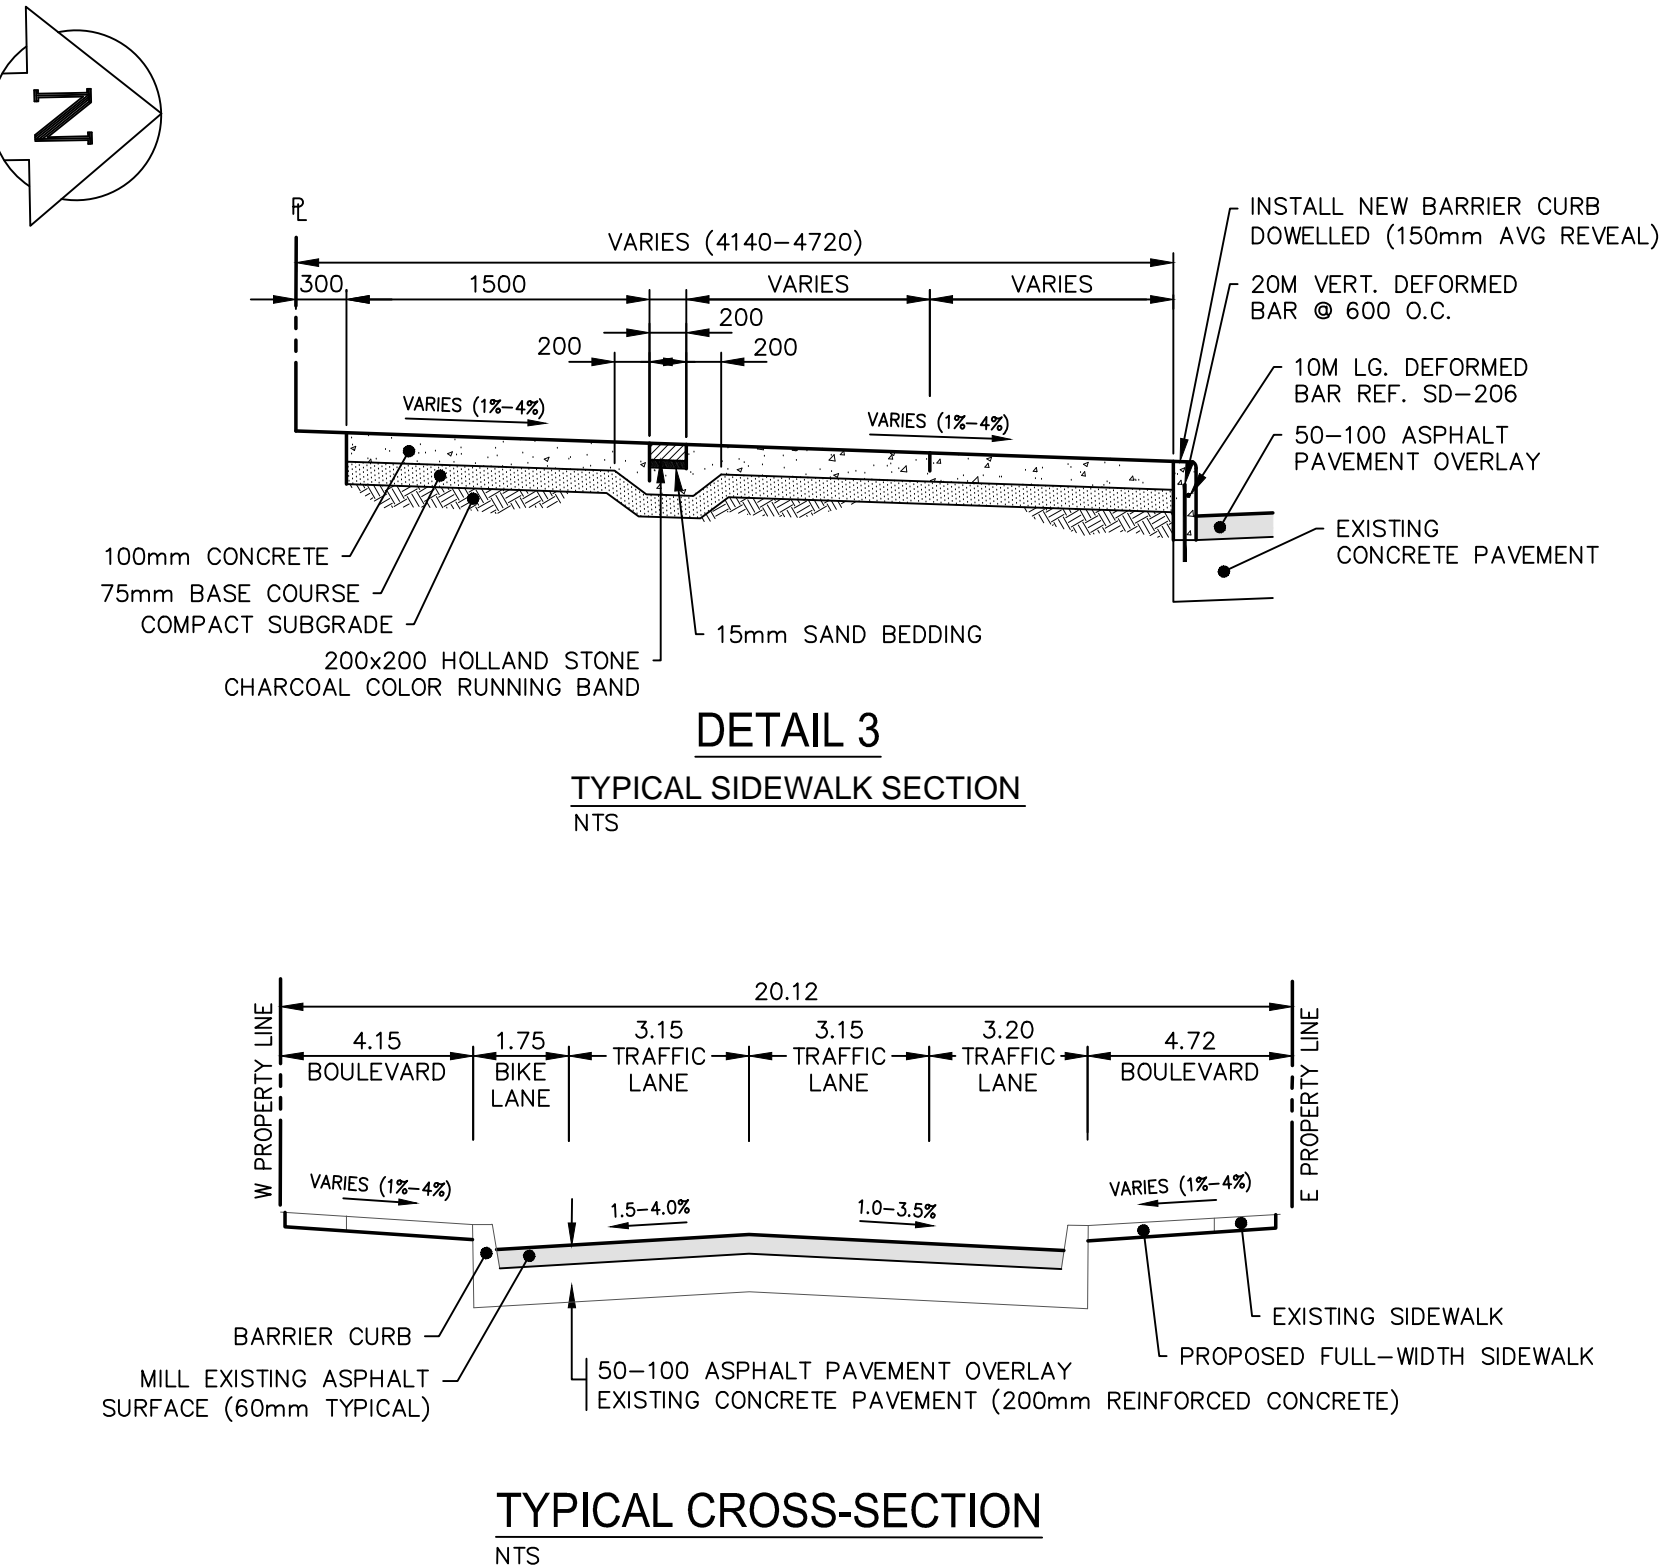 N
PL
VARIES (4140-4720)
300
1500
VARIES
VARIES
200
200
200
VARIES (1%-4%)
VARIES (1%-4%)
INSTALL NEW BARRIER CURB
DOWELLED (150mm AVG REVEAL)
20M VERT. DEFORMED
BAR @ 600 O.C.
10M LG. DEFORMED
BAR REF. SD-206
50-100 ASPHALT
PAVEMENT OVERLAY
EXISTING
CONCRETE PAVEMENT
100mm CONCRETE
75mm BASE COURSE
COMPACT SUBGRADE
200x200 HOLLAND STONE
CHARCOAL COLOR RUNNING BAND
15mm SAND BEDDING
DETAIL 3
TYPICAL SIDEWALK SECTION
NTS
20.12
W PROPERTY LINE
4.15
BOULEVARD
1.75
BIKE
LANE
3.15
TRAFFIC
LANE
3.15
TRAFFIC
LANE
3.20
TRAFFIC
LANE
4.72
BOULEVARD
E PROPERTY LINE
VARIES (1%-4%)
1.5-4.0%
1.0-3.5%
VARIES (1%-4%)
BARRIER CURB
MILL EXISTING ASPHALT
SURFACE (60mm TYPICAL)
50-100 ASPHALT PAVEMENT OVERLAY
EXISTING CONCRETE PAVEMENT (200mm REINFORCED CONCRETE)
EXISTING SIDEWALK
PROPOSED FULL-WIDTH SIDEWALK
TYPICAL CROSS-SECTION
NTS